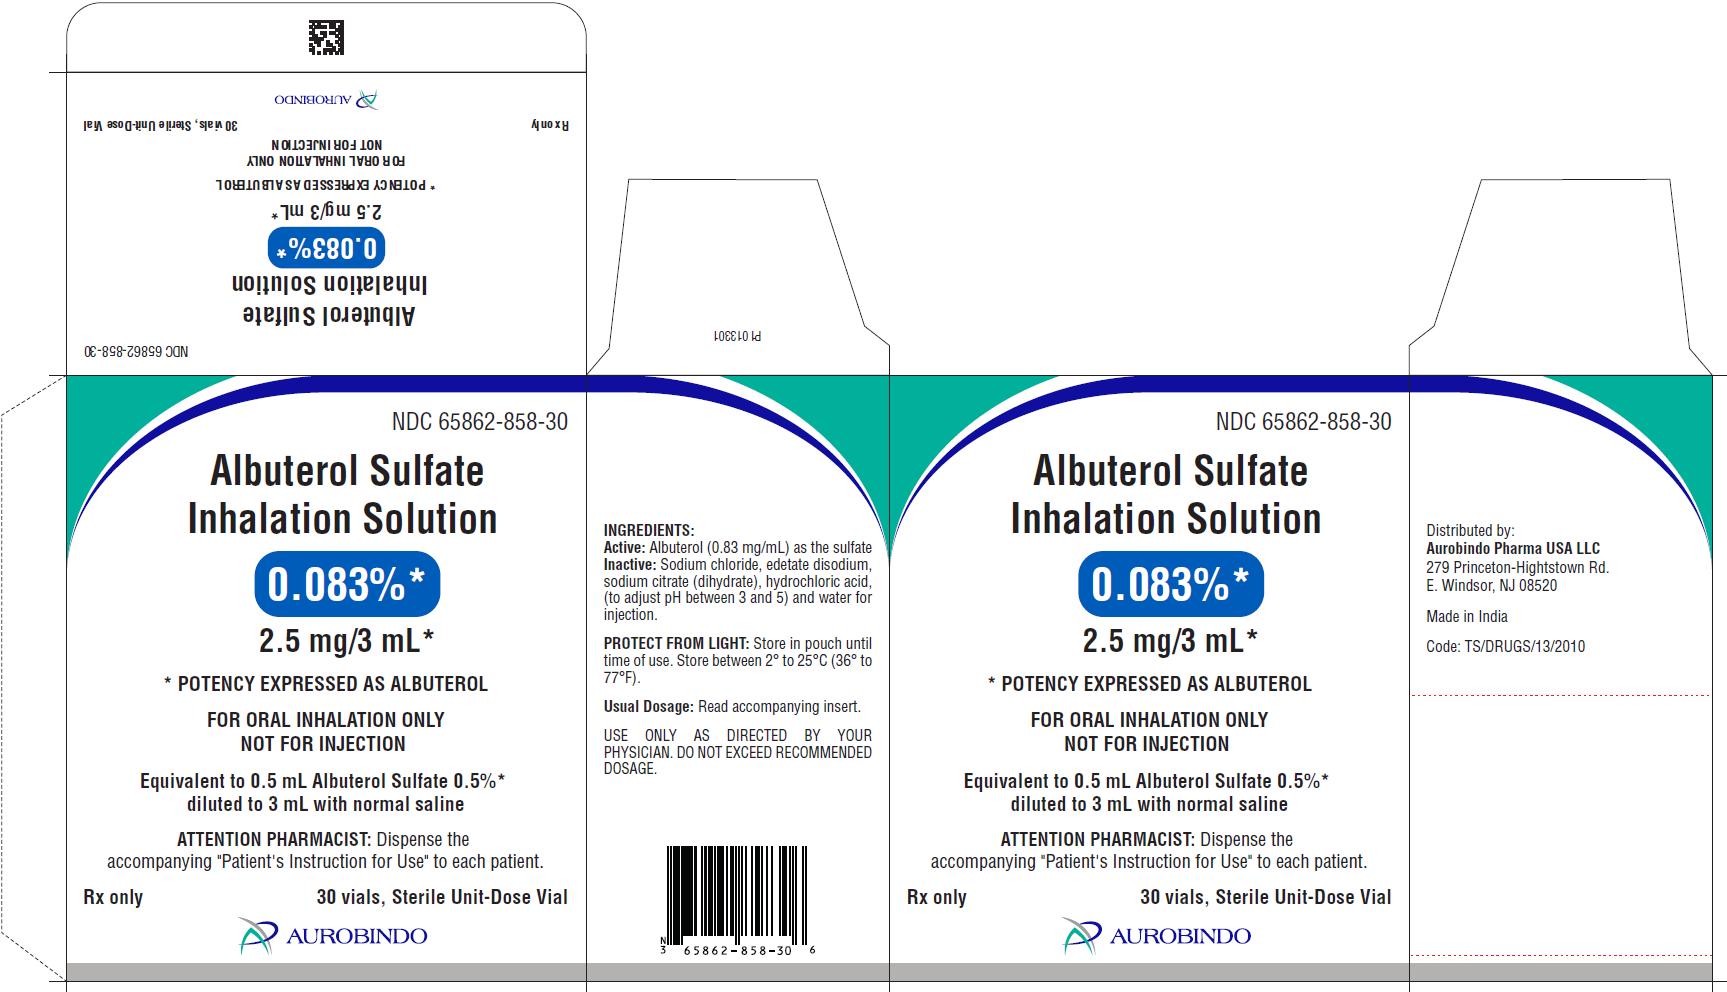 AUROBINDO
Rx only
30 vials, Sterile Unit-Dose Vial
NOT FOR INJECTION
FOR ORAL INHALATION ONLY
* POTENCY EXPRESSED AS ALBUTEROL
2.5 mg/3 mL*
0.083%*
Inhalation Solution
Albuterol Sulfate
NDC 65862-858-30
P1013301
NDC 65862-858-30
Albuterol Sulfate
Inhalation Solution
0.083%*
2.5 mg/3 mL*
* POTENCY EXPRESSED AS ALBUTEROL
FOR ORAL INHALATION ONLY
NOT FOR INJECTION
Equivalent to 0.5 mL Albuterol Sulfate 0.5%*
diluted to 3 mL with normal saline
ATTENTION PHARMACIST: Dispense the
accompanying "Patient's Instruction for Use" to each patient.
Rx only
30 vials, Sterile Unit-Dose Vial
AUROBINDO
INGREDIENTS:
Active: Albuterol (0.83 mg/mL) as the sulfate
Inactive: Sodium chloride, edetate disodium,
sodium citrate (dihydrate), hydrochloric acid,
(to adjust pH between 3 and 5) and water for
injection.
PROTECT FROM LIGHT: Store in pouch until
time of use. Store between 2° to 25°C (36° to
77°F).
Usual Dosage: Read accompanying insert.
USE ONLY AS DIRECTED BY YOUR
PHYSICIAN. DO NOT EXCEED RECOMMENDED
DOSAGE.
N
3 65862-858-30 6
NDC 65862-858-30
Albuterol Sulfate
Inhalation Solution
0.083%*
2.5 mg/3 mL*
* POTENCY EXPRESSED AS ALBUTEROL
FOR ORAL INHALATION ONLY
NOT FOR INJECTION
Equivalent to 0.5 mL Albuterol Sulfate 0.5%*
diluted to 3 mL with normal saline
ATTENTION PHARMACIST: Dispense the
accompanying "Patient's Instruction for Use" to each patient.
Rx only
30 vials, Sterile Unit-Dose Vial
AUROBINDO
Distributed by:
Aurobindo Pharma USA LLC
279 Princeton-Hightstown Rd.
E. Windsor, NJ 08520
Made in India
Code: TS/DRUGS/13/2010